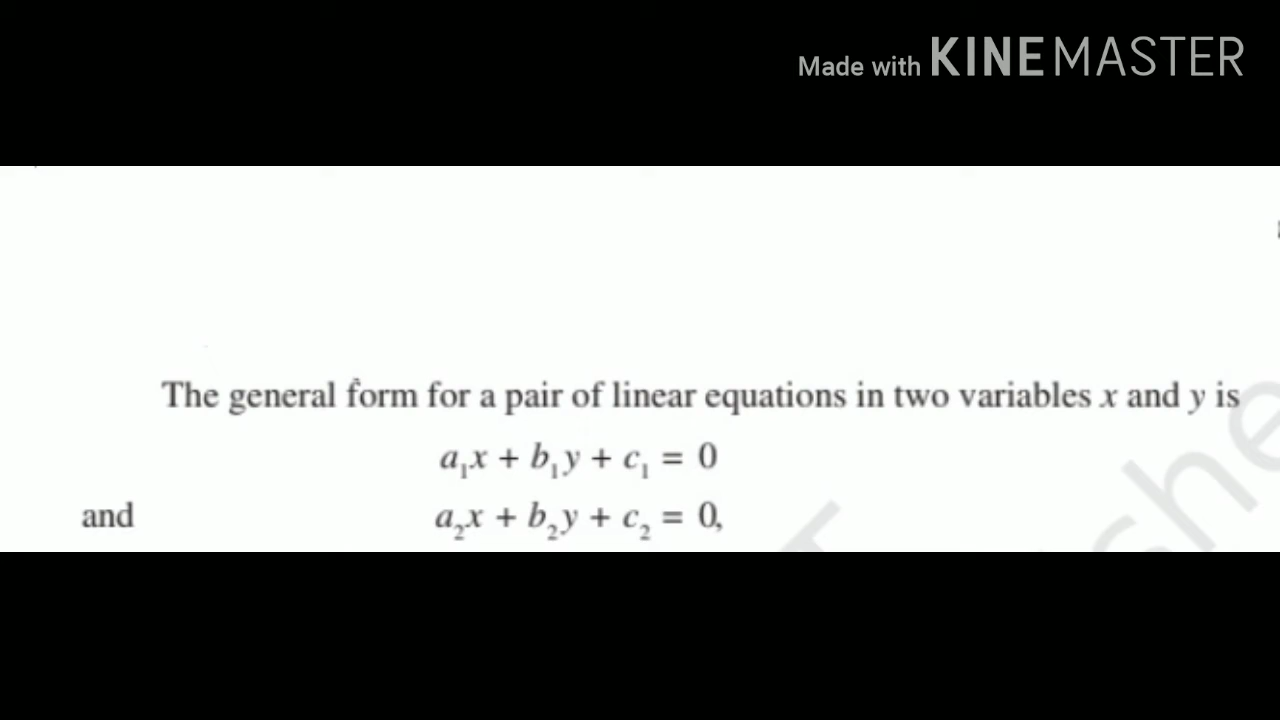 Made with KINEMASTER
The general form for a pair of linear equations in two variables x and y is
a₁x + b₁y + c₁ = 0
and a₂x + b₂y + c₂ = 0,